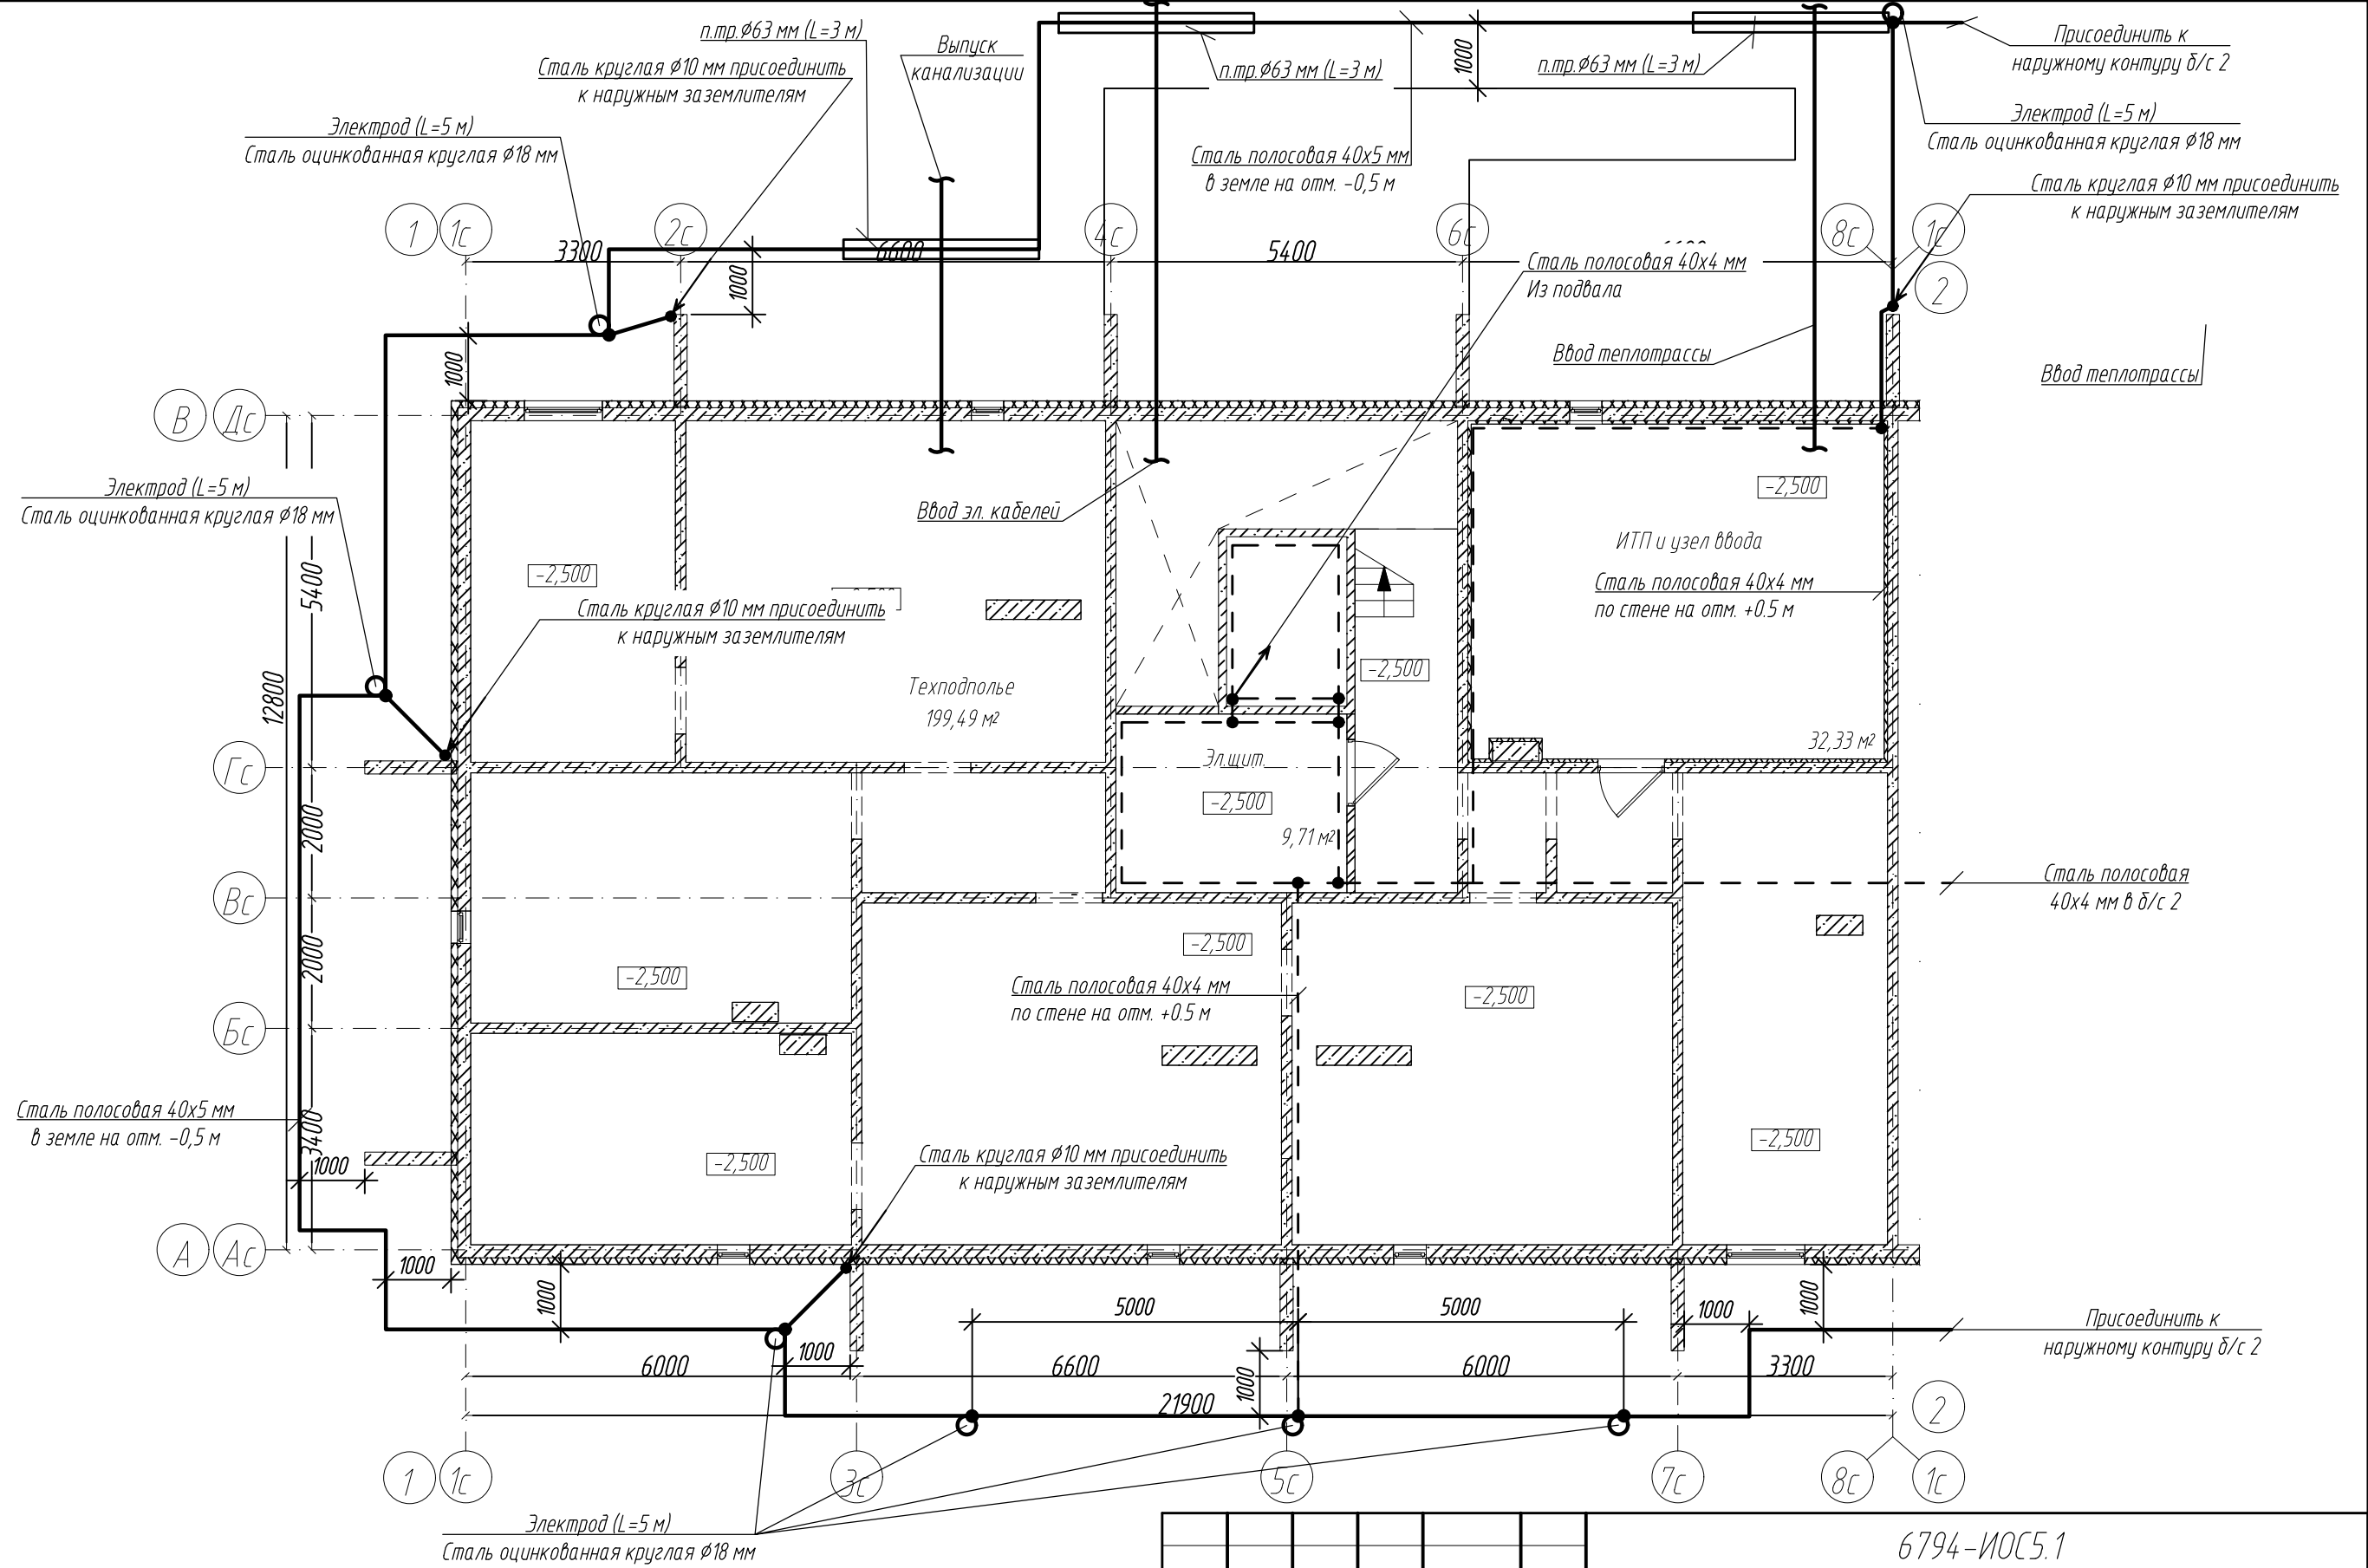 п.тр.Ø63 мм (L=3 м)
Сталь круглая Ø10 мм присоединить
к наружным заземлителям
Выпуск
канализации
п.тр.Ø63 мм (L=3 м)
1000
п.тр.Ø63 мм (L=3 м)
Присоединить к
наружному контуру б/с 2
Электрод (L=5 м)
Сталь оцинкованная круглая Ø18 мм
Сталь полосовая 40х5 мм
в земле на отм. -0,5 м
Электрод (L=5 м)
Сталь оцинкованная круглая Ø18 мм
Сталь круглая Ø10 мм присоединить
к наружным заземлителям
1
1с
2с
4с
6с
8с
1с
2
3300
6600
5400
1000
1000
Сталь полосовая 40х4 мм
Из подвала
Ввод теплотрассы
Ввод теплотрассы
В
Дс
Электрод (L=5 м)
Сталь оцинкованная круглая Ø18 мм
Ввод эл. кабелей
-2,500
ИТП и узел ввода
Сталь полосовая 40х4 мм
по стене на отм. +0.5 м
-2,500
5400
Сталь круглая Ø10 мм присоединить
к наружным заземлителям
-2,500
12800
Техподполье
199,49 м²
32,33 м²
Гс
Эл.щит.
-2,500
9,71 м²
2000
Вс
Сталь полосовая
40х4 мм в б/с 2
2000
-2,500
-2,500
Сталь полосовая 40х4 мм
по стене на отм. +0.5 м
-2,500
Бс
Сталь полосовая 40х5 мм
в земле на отм. -0,5 м
3400
1000
-2,500
Сталь круглая Ø10 мм присоединить
к наружным заземлителям
-2,500
А
Ас
1000
1000
5000
5000
1000
1000
Присоединить к
наружному контуру б/с 2
1000
6000
6600
1000
6000
3300
21900
2
1
1с
3с
5с
7с
8с
1с
Электрод (L=5 м)
Сталь оцинкованная круглая Ø18 мм
6794-ИОС5.1